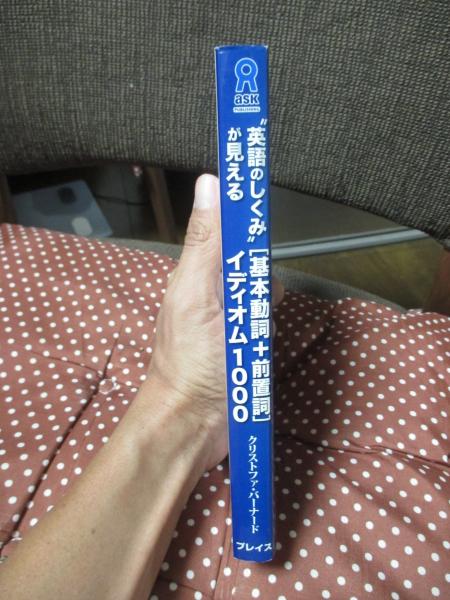 ask
PUBLISHING
“英語のしくみ”
が見える
[基本動詞+前置詞]
イディオム1000
クリストファ・バーナード
プレイス